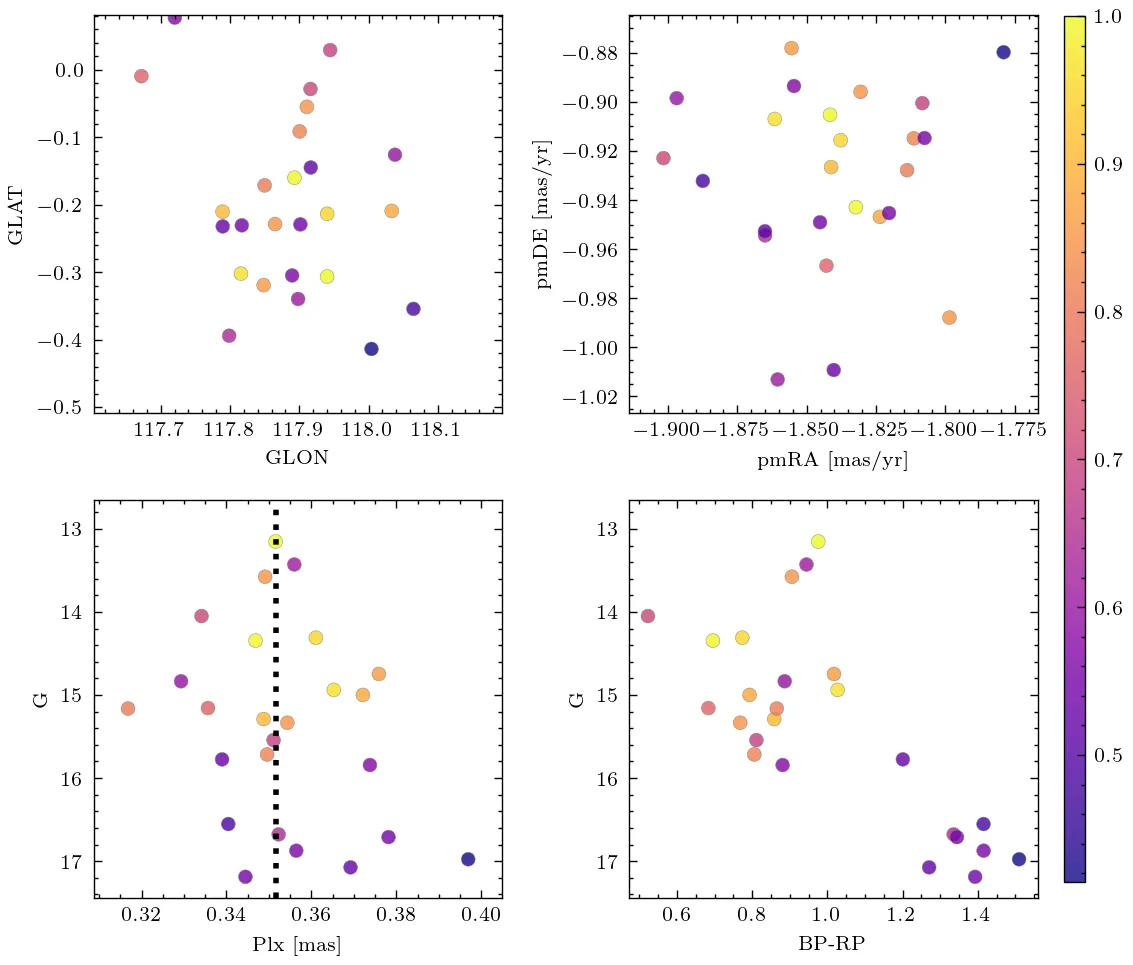 0.0
−0.1
−0.2
−0.3
−0.4
−0.5
GLAT
117.7 117.8 117.9 118.0 118.1
GLON
−0.88
−0.90
−0.92
−0.94
−0.96
−0.98
−1.00
−1.02
pmDE [mas/yr]
−1.900 −1.875 −1.850 −1.825 −1.800 −1.775
pmRA [mas/yr]
13
14
15
16
17
G
0.32 0.34 0.36 0.38 0.40
Plx [mas]
13
14
15
16
17
G
0.6 0.8 1.0 1.2 1.4
BP-RP
1.0
0.9
0.8
0.7
0.6
0.5